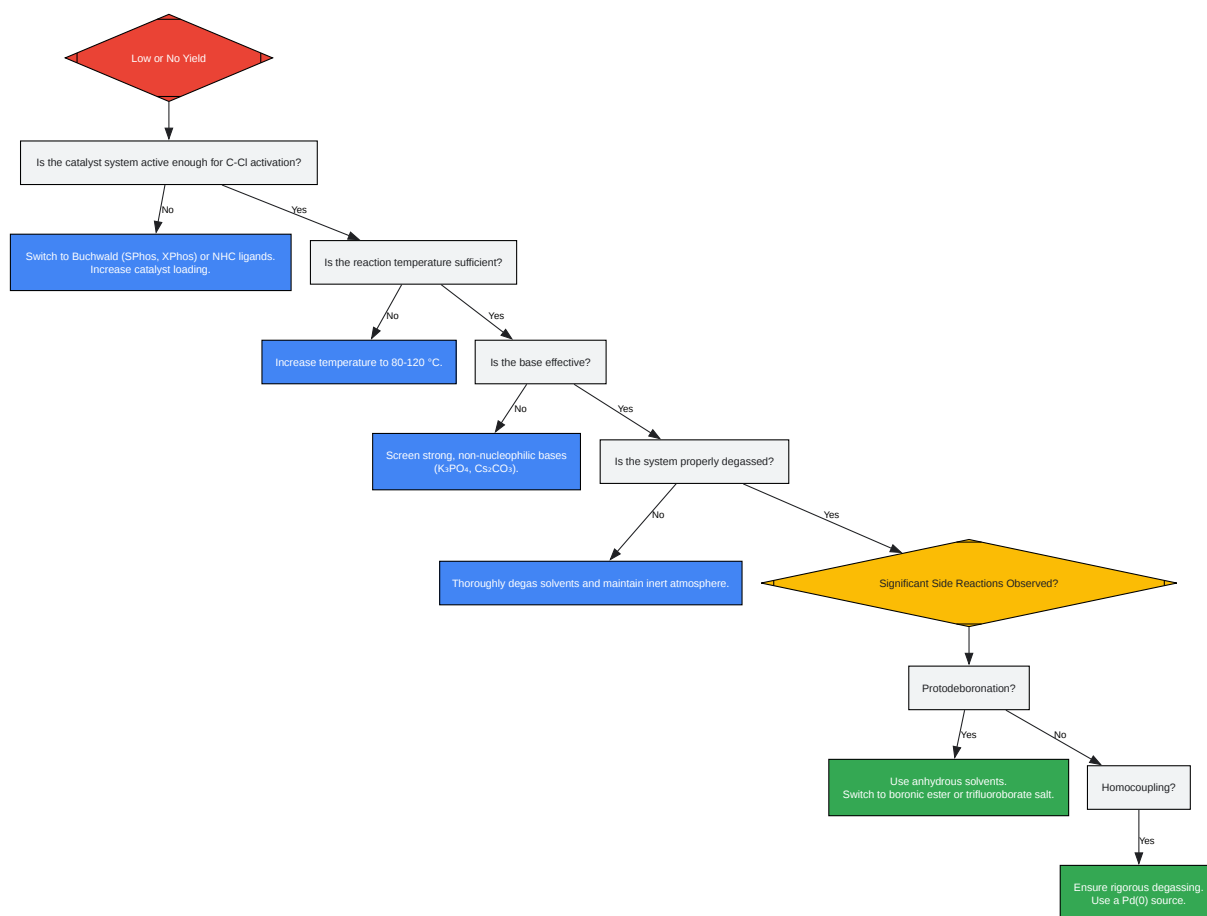 Low or No Yield
Is the catalyst system active enough for C-Cl activation?
No
Yes
Switch to Buchwald (SPhos, XPhos) or NHC ligands.
Increase catalyst loading.
Is the reaction temperature sufficient?
No
Yes
Increase temperature to 80-120 °C.
Is the base effective?
No
Yes
Screen strong, non-nucleophilic bases
(K₃PO₄, Cs₂CO₃).
Is the system properly degassed?
No
Yes
Thoroughly degas solvents and maintain inert atmosphere.
Significant Side Reactions Observed?
Protodeboronation?
Yes
No
Use anhydrous solvents.
Switch to boronic ester or trifluoroborate salt.
Homocoupling?
Yes
Ensure rigorous degassing.
Use a Pd(0) source.